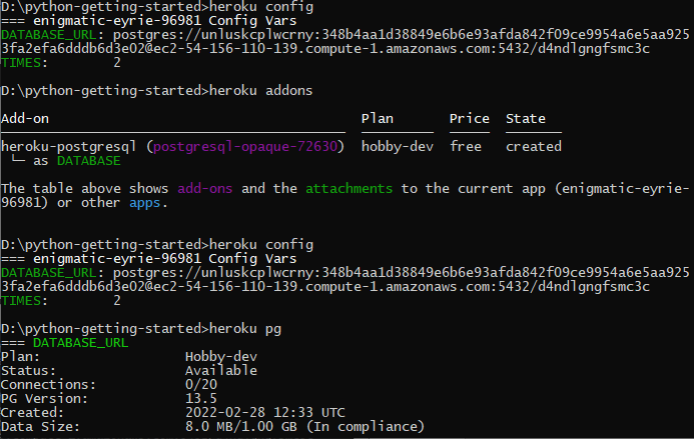 D:\python-getting-started>heroku config
=== enigmatic-eyrie-96981 Config Vars
DATABASE_URL: postgres://unluskcplwcrny:348b4aa1d38849e6b6e93afda842f09ce9954a6e5aa925
3fa2efa6dddb6d3e02@ec2-54-156-110-139.compute-1.amazonaws.com:5432/d4ndlgngfsmc3c
TIMES: 2
D:\python-getting-started>heroku addons
Add-on Plan Price State
heroku-postgresql (postgresql-opaque-72630) hobby-dev free created
└─ as DATABASE
The table above shows add-ons and the attachments to the current app (enigmatic-eyrie-
96981) or other apps.
D:\python-getting-started>heroku config
=== enigmatic-eyrie-96981 Config Vars
DATABASE_URL: postgres://unluskcplwcrny:348b4aa1d38849e6b6e93afda842f09ce9954a6e5aa925
3fa2efa6dddb6d3e02@ec2-54-156-110-139.compute-1.amazonaws.com:5432/d4ndlgngfsmc3c
TIMES: 2
D:\python-getting-started>heroku pg
=== DATABASE_URL
Plan: Hobby-dev
Status: Available
Connections: 0/20
PG Version: 13.5
Created: 2022-02-28 12:33 UTC
Data Size: 8.0 MB/1.00 GB (In compliance)